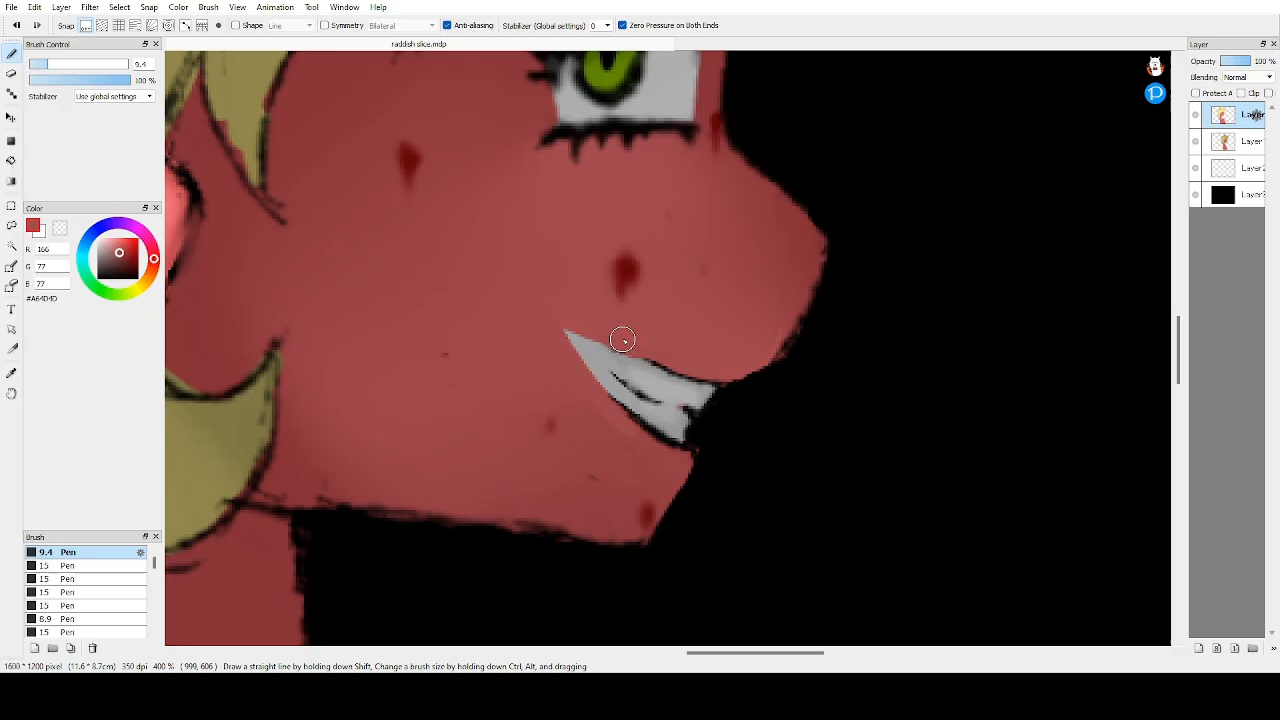 File Edit Layer Filter Select Snap Color Brush View Animation Tool Window Help
Snap Shape Line Symmetry Bilateral Anti-aliasing Stabilizer (Global settings) 0 Zero Pressure on Both Ends
Brush Control
raddish slice.mdp
Layer
9.4
Opacity 100 %
100 %
Blending Normal
Stabilizer Use global settings
Protect A Clip
Layer
Layer
Color
R 166
G 77
B 77
#A64D4D
Brush
9.4 Pen
15 Pen
15 Pen
15 Pen
15 Pen
8.9 Pen
15 Pen
1600 * 1200 pixel (11.6 * 8.7cm) 350 dpi 400 % ( 999, 606 ) Draw a straight line by holding down Shift, Change a brush size by holding down Ctrl, Alt, and dragging